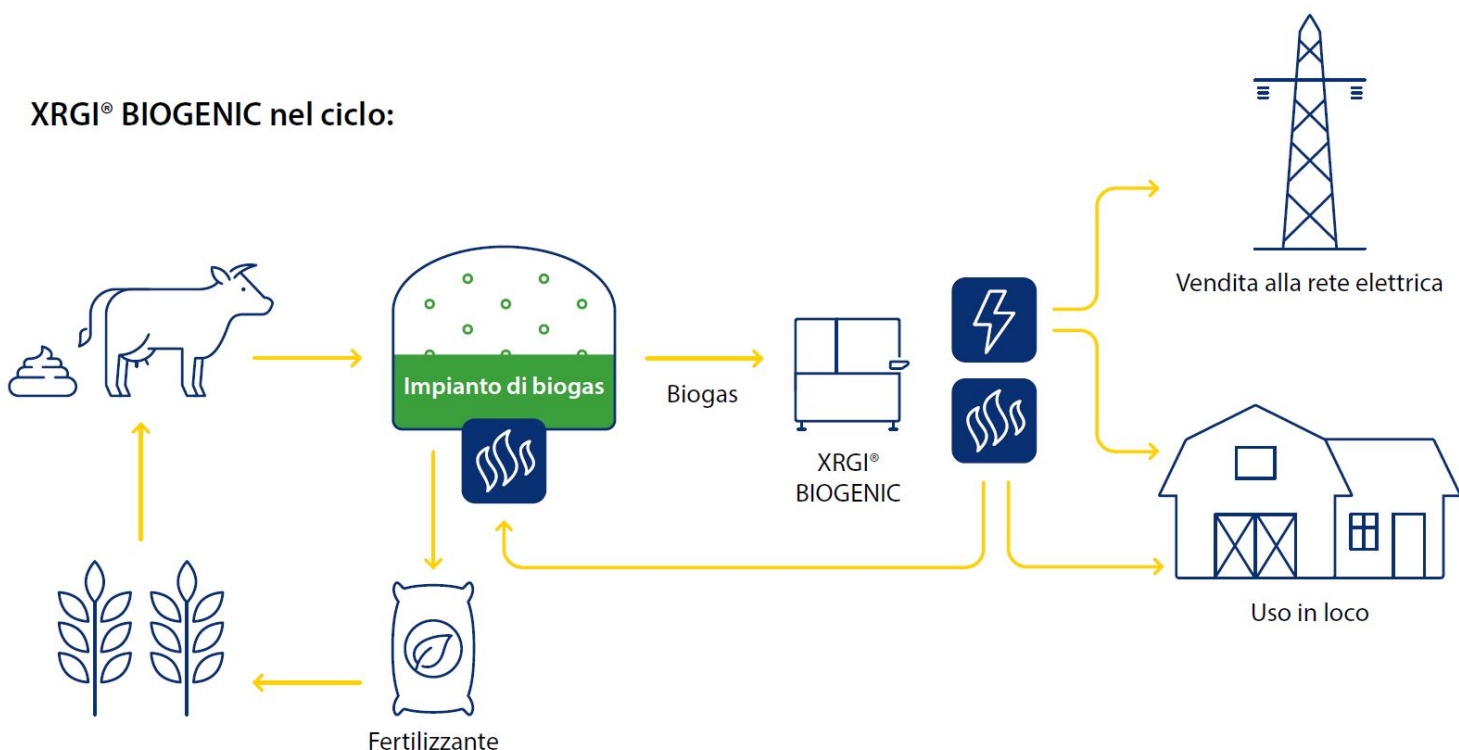 XRGI® BIOGENIC nel ciclo:
Vendita alla rete elettrica
Impianto di biogas
Biogas
XRGI®
BIOGENIC
Uso in loco
Fertilizzante